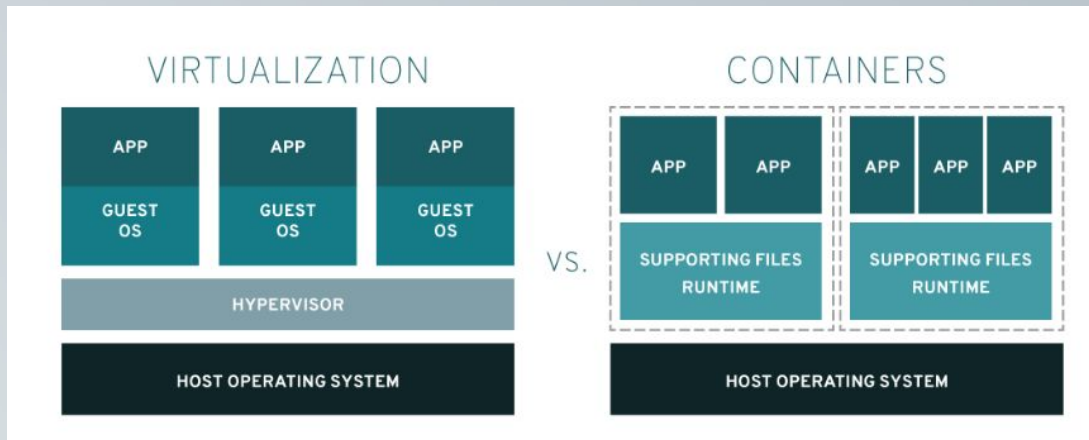 VIRTUALIZATION
APP
APP
APP
GUEST
OS
GUEST
OS
GUEST
OS
HYPERVISOR
HOST OPERATING SYSTEM
VS.
CONTAINERS
APP
APP
APP
APP
APP
SUPPORTING FILES
RUNTIME
SUPPORTING FILES
RUNTIME
HOST OPERATING SYSTEM